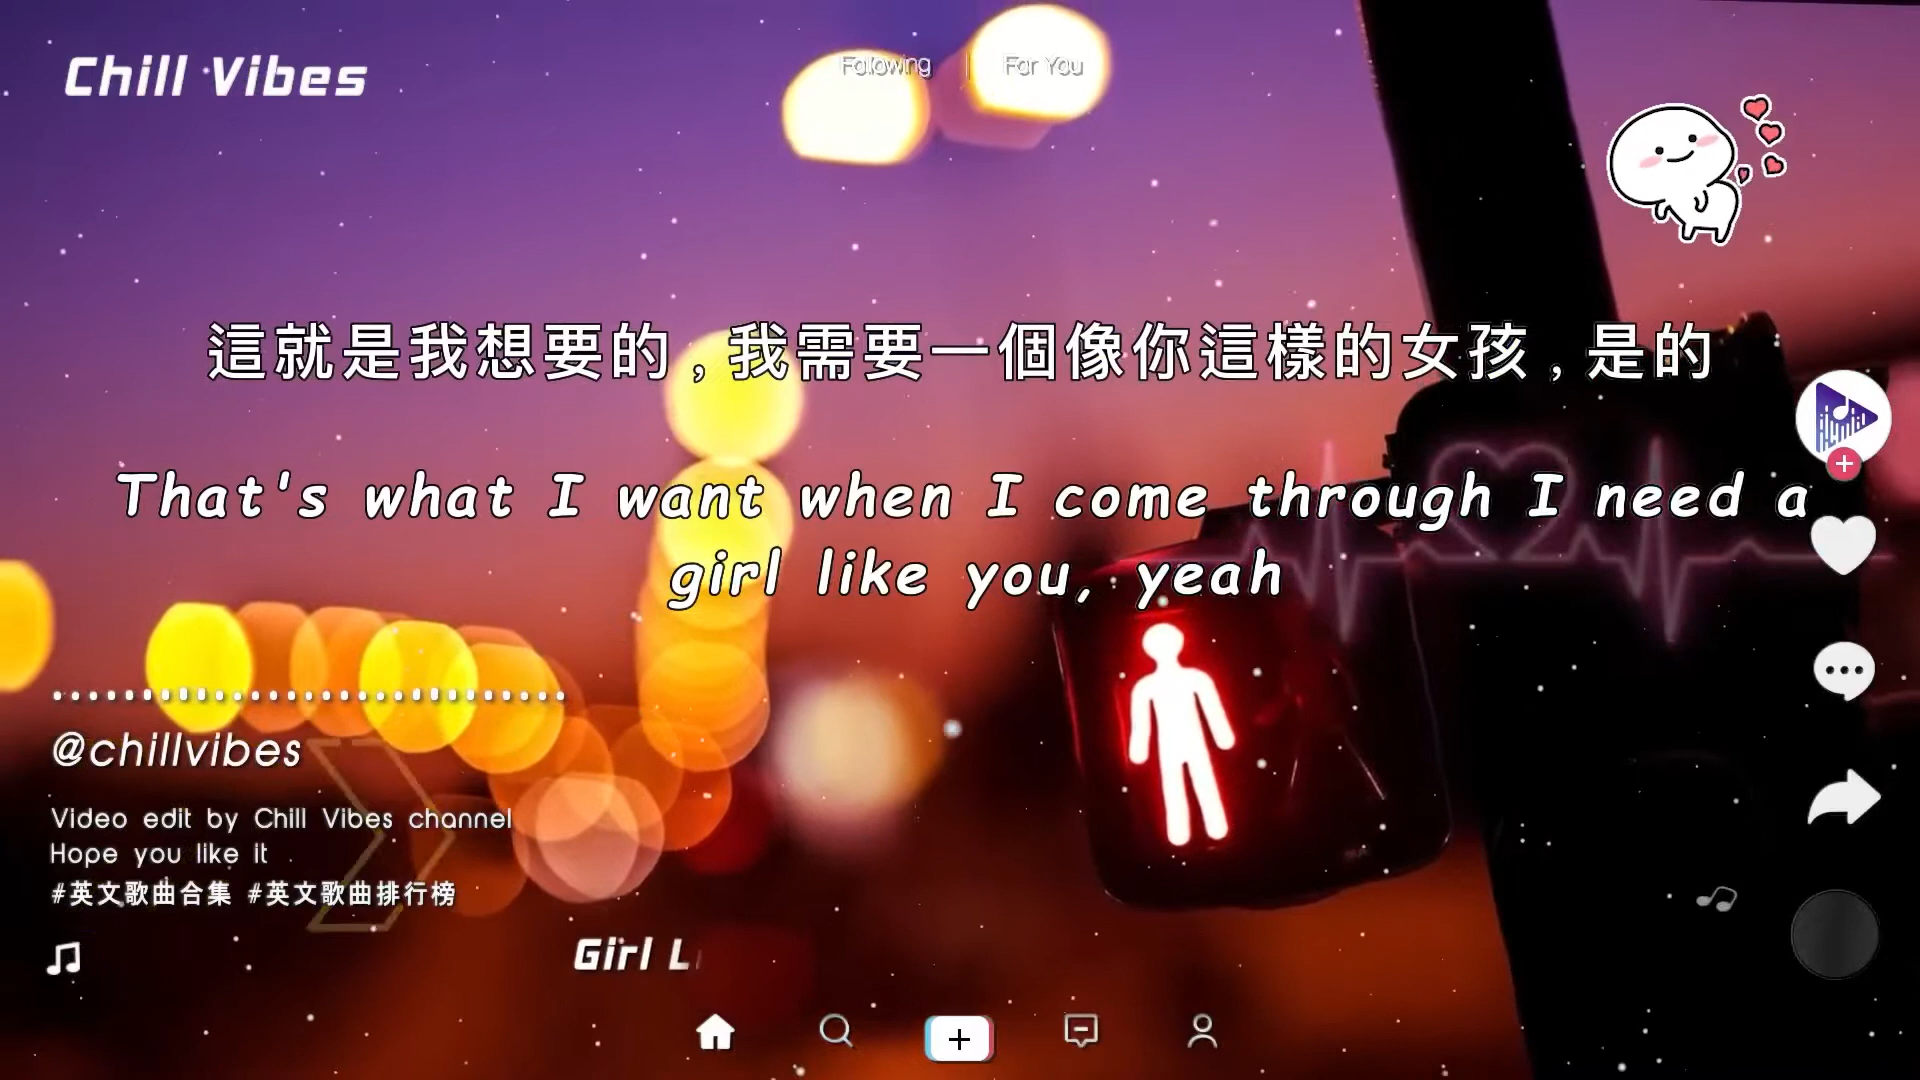 Chill Vibes
Following | For You
這就是我想要的，我需要一個像你這樣的女孩，是的
That's what I want when I come through I need a
girl like you, yeah
@chillvibes
Video edit by Chill Vibes channel
Hope you like it
#英文歌曲合集 #英文歌曲排行榜
Girl L